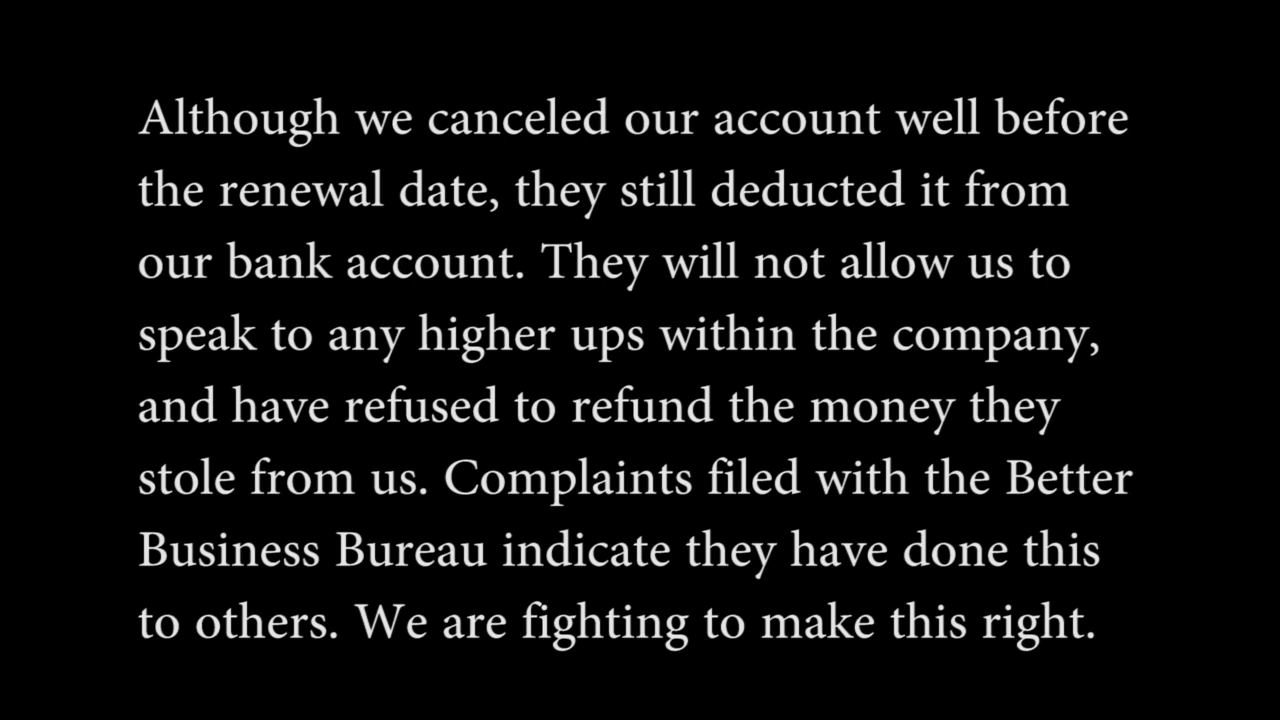 Although we canceled our account well before
the renewal date, they still deducted it from
our bank account. They will not allow us to
speak to any higher ups within the company,
and have refused to refund the money they
stole from us. Complaints filed with the Better
Business Bureau indicate they have done this
to others. We are fighting to make this right.